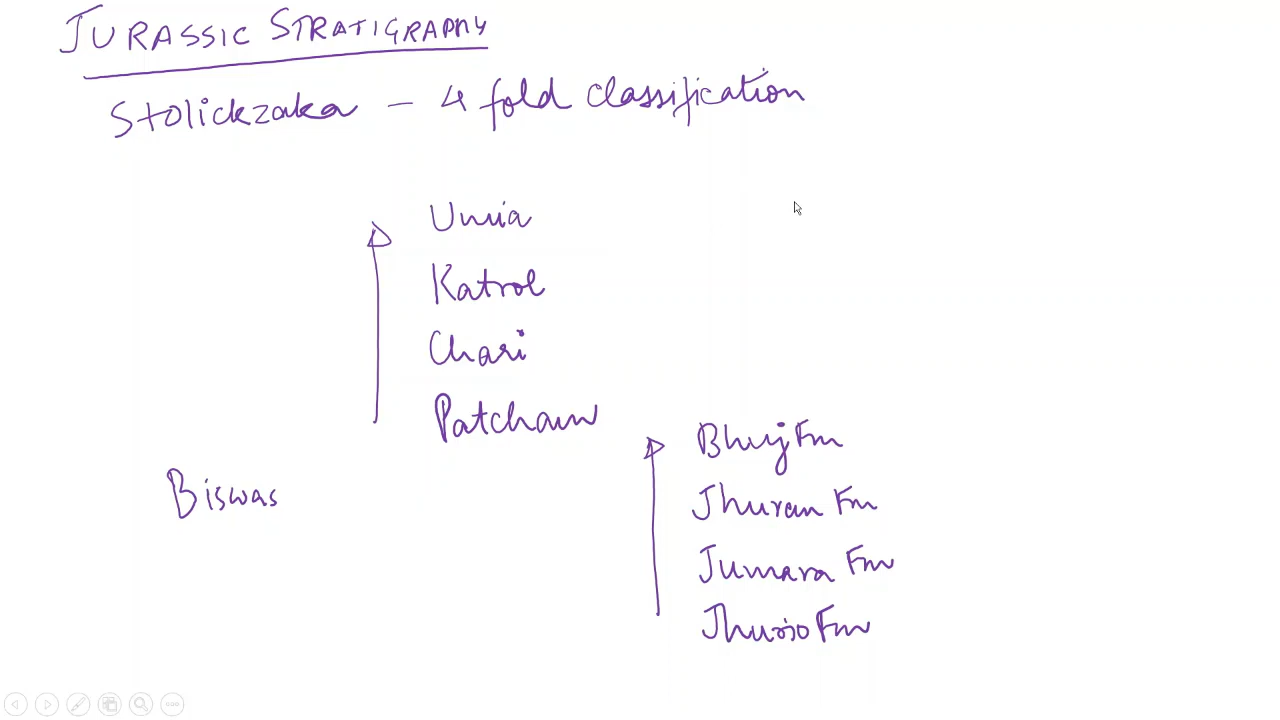 JURASSIC STRATIGRAPHY
Stolickzaka - 4 fold classification
Umia
Katrol
Chari
Patcham
Biswas
Bhuj Fm
Jhuran Fm
Jumara Fm
Jhurio Fm